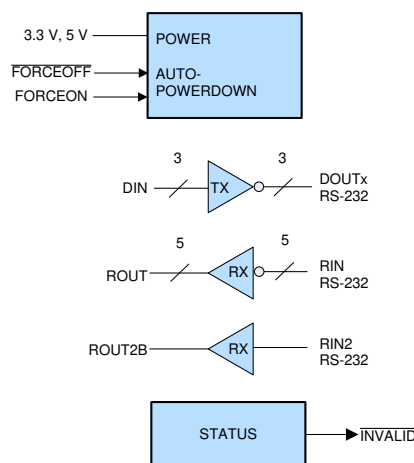 3.3 V, 5 V
POWER
FORCEOFF
AUTO-
POWERDOWN
FORCEON
3
3
DIN
TX
DOUTx
RS-232
5
5
ROUT
RX
RIN
RS-232
ROUT2B
RX
RIN2
RS-232
STATUS
INVALID